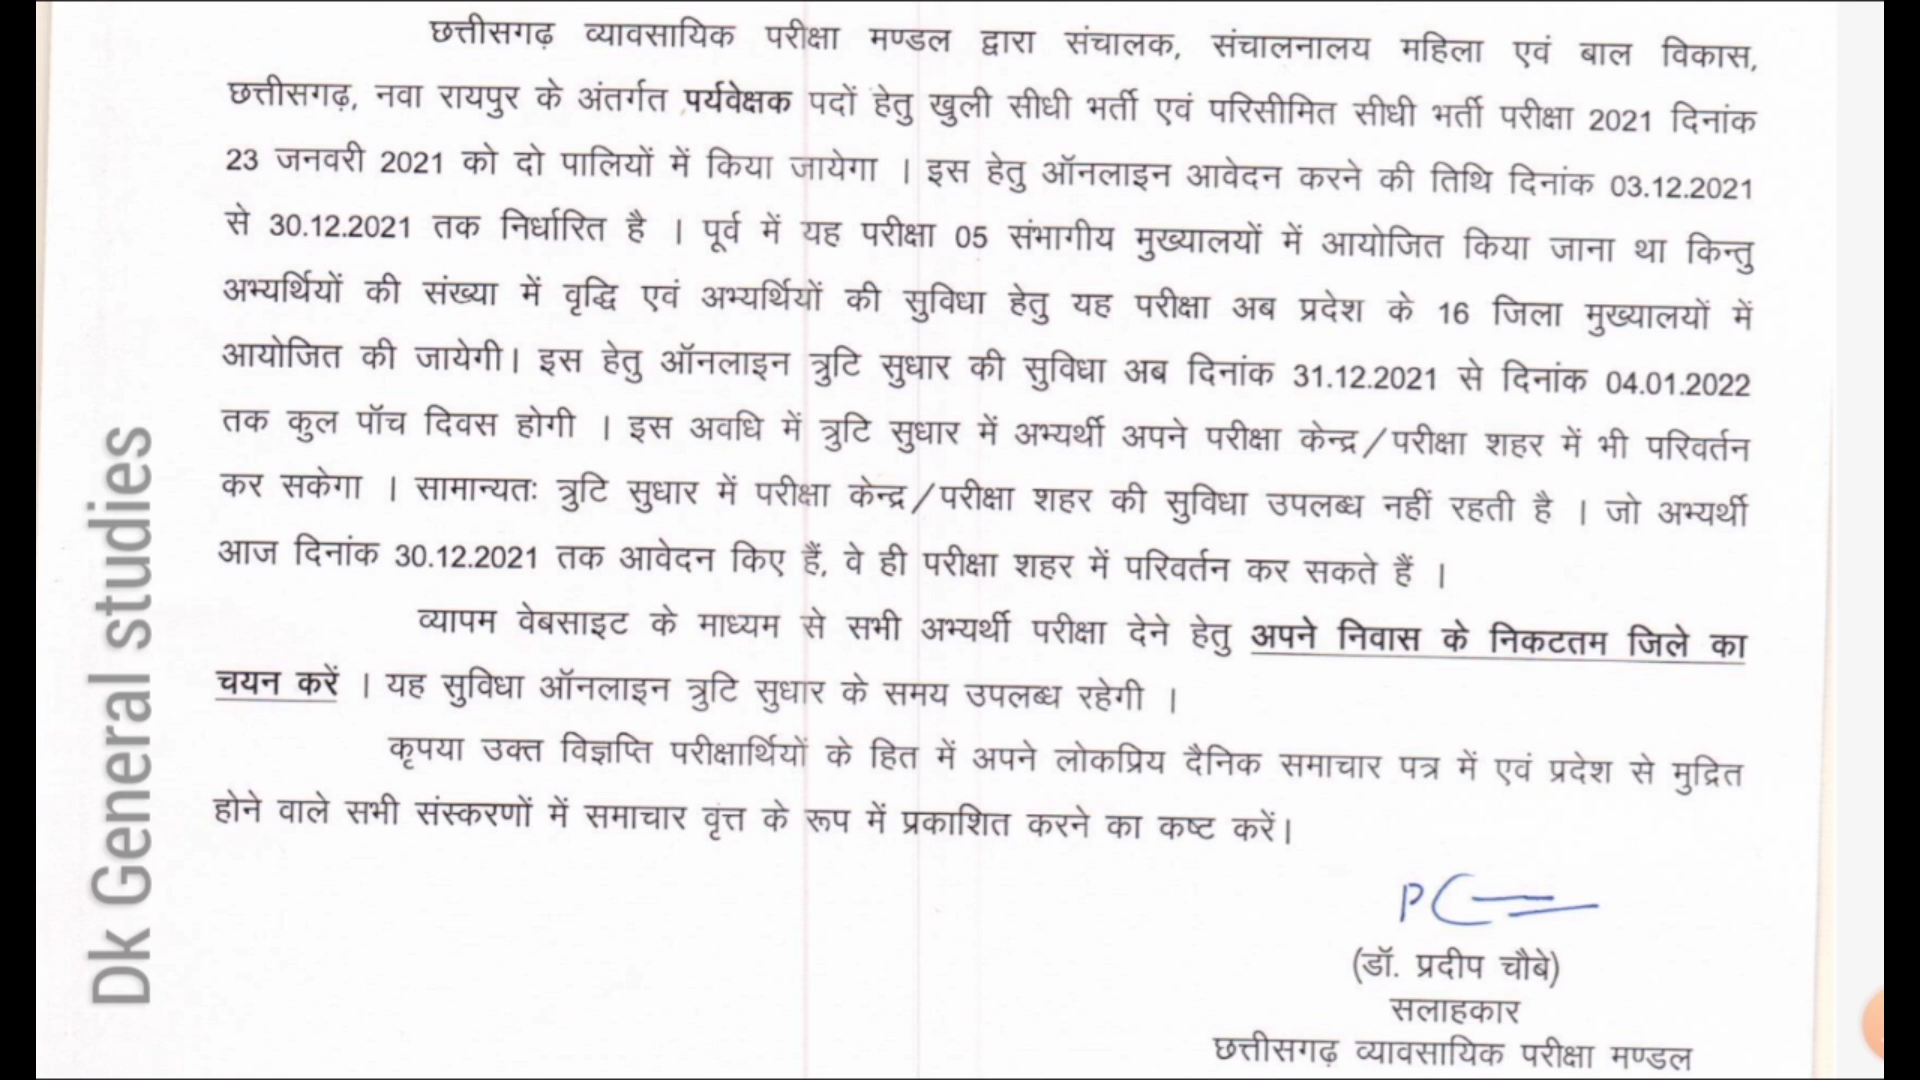 छत्तीसगढ़ व्यावसायिक परीक्षा मण्डल द्वारा संचालक, संचालनालय महिला एवं बाल विकास,
छत्तीसगढ़, नवा रायपुर के अंतर्गत पर्यवेक्षक पदों हेतु खुली सीधी भर्ती एवं परिसीमित सीधी भर्ती परीक्षा 2021 दिनांक
23 जनवरी 2021 को दो पालियों में किया जायेगा । इस हेतु ऑनलाइन आवेदन करने की तिथि दिनांक 03.12.2021
से 30.12.2021 तक निर्धारित है । पूर्व में यह परीक्षा 05 संभागीय मुख्यालयों में आयोजित किया जाना था किन्तु
अभ्यर्थियों की संख्या में वृद्धि एवं अभ्यर्थियों की सुविधा हेतु यह परीक्षा अब प्रदेश के 16 जिला मुख्यालयों में
आयोजित की जायेगी। इस हेतु ऑनलाइन त्रुटि सुधार की सुविधा अब दिनांक 31.12.2021 से दिनांक 04.01.2022
तक कुल पॉच दिवस होगी । इस अवधि में त्रुटि सुधार में अभ्यर्थी अपने परीक्षा केन्द्र/परीक्षा शहर में भी परिवर्तन
कर सकेगा । सामान्यतः त्रुटि सुधार में परीक्षा केन्द्र/परीक्षा शहर की सुविधा उपलब्ध नहीं रहती है । जो अभ्यर्थी
आज दिनांक 30.12.2021 तक आवेदन किए हैं, वे ही परीक्षा शहर में परिवर्तन कर सकते हैं ।
व्यापम वेबसाइट के माध्यम से सभी अभ्यर्थी परीक्षा देने हेतु अपने निवास के निकटतम जिले का
चयन करें । यह सुविधा ऑनलाइन त्रुटि सुधार के समय उपलब्ध रहेगी ।
कृपया उक्त विज्ञप्ति परीक्षार्थियों के हित में अपने लोकप्रिय दैनिक समाचार पत्र में एवं प्रदेश से मुद्रित
होने वाले सभी संस्करणों में समाचार वृत्त के रूप में प्रकाशित करने का कष्ट करें।
(डॉ. प्रदीप चौबे)
सलाहकार
छत्तीसगढ़ व्यावसायिक परीक्षा मण्डल
Dk General studies